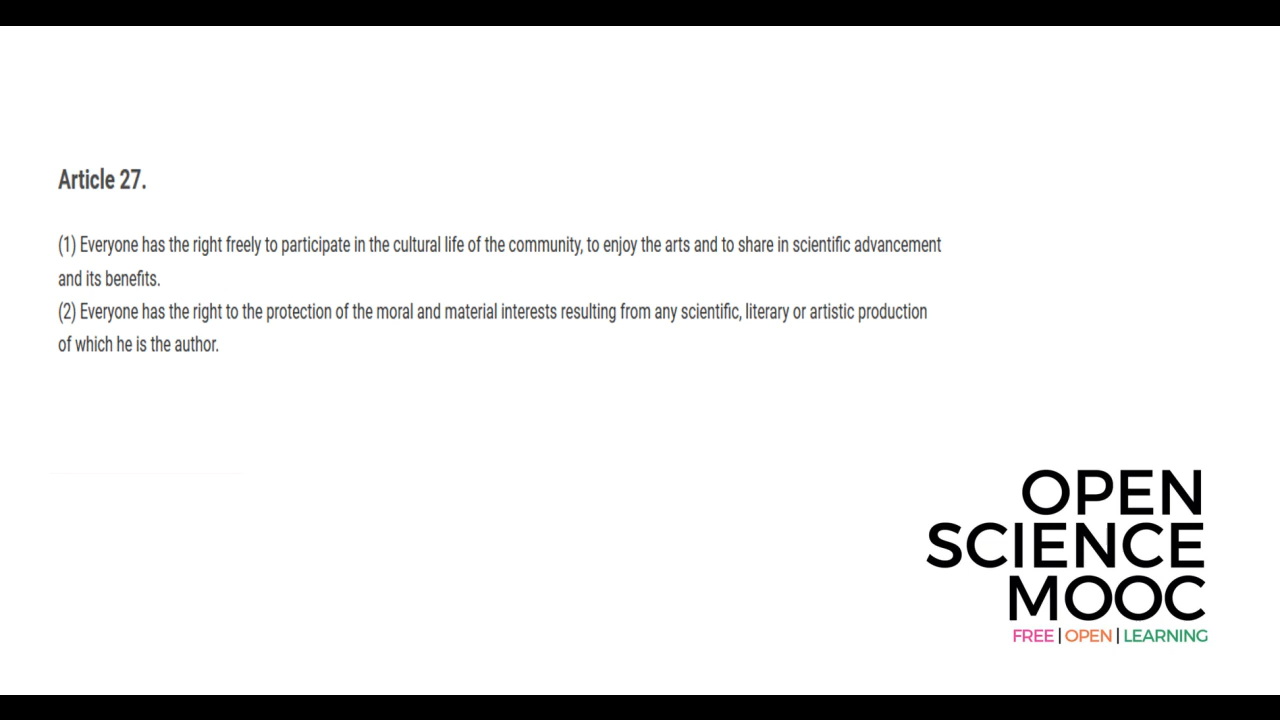 Article 27.
(1) Everyone has the right freely to participate in the cultural life of the community, to enjoy the arts and to share in scientific advancement
and its benefits.
(2) Everyone has the right to the protection of the moral and material interests resulting from any scientific, literary or artistic production
of which he is the author.
OPEN
SCIENCE
MOOC
FREE | OPEN | LEARNING